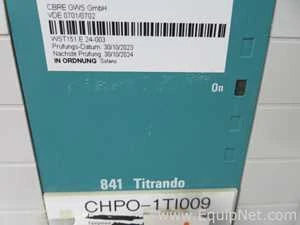 CBRE GWS GmbH
VDE 0701/0702
WST151.E.24-003
Prüfungs-Datum: 30/10/2023
Nächste Prüfung: 30/10/2024
IN ORDNUNG Solano
On
841 Titrando
CHPO-1TI009
EquipNet.com